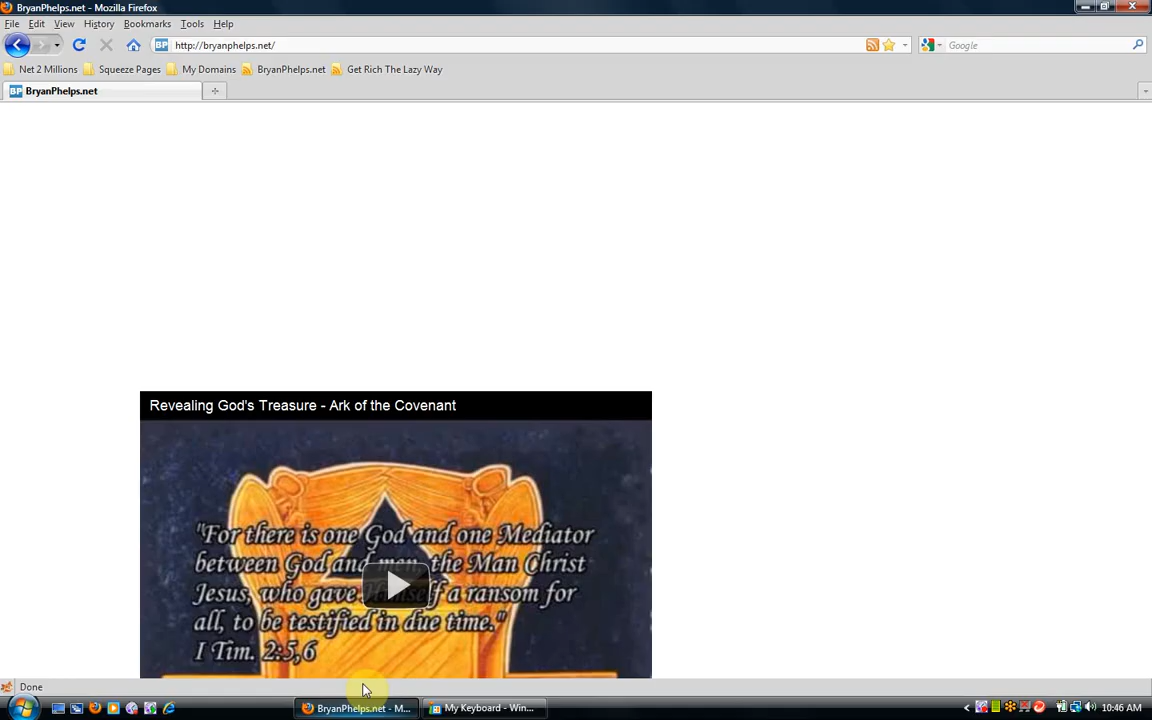 BryanPhelps.net - Mozilla Firefox
File Edit View History Bookmarks Tools Help
BP http://bryanphelps.net/ Google
Net 2 Millions Squeeze Pages My Domains BryanPhelps.net Get Rich The Lazy Way
BP BryanPhelps.net
Revealing God's Treasure - Ark of the Covenant
"For there is one God and one Mediator
between God and men, the Man Christ
Jesus, who gave Himself a ransom for
all, to be testified in due time."
I Tim. 2:5,6
Done
BryanPhelps.net - M... My Keyboard - Win... 10:46 AM